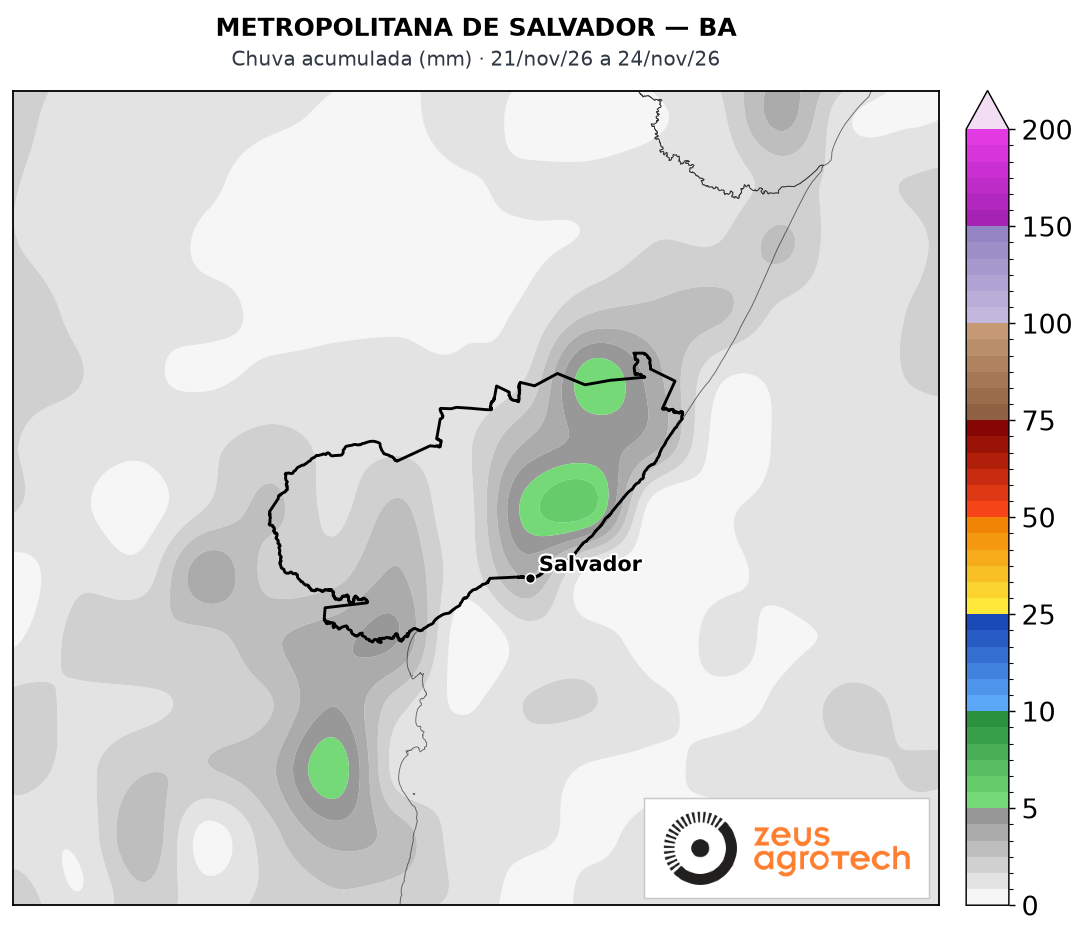 METROPOLITANA DE SALVADOR — BA
Chuva acumulada (mm) · 21/nov/26 a 24/nov/26
200
150
100
75
50
25
10
5
0
Salvador
zeus
agrotech